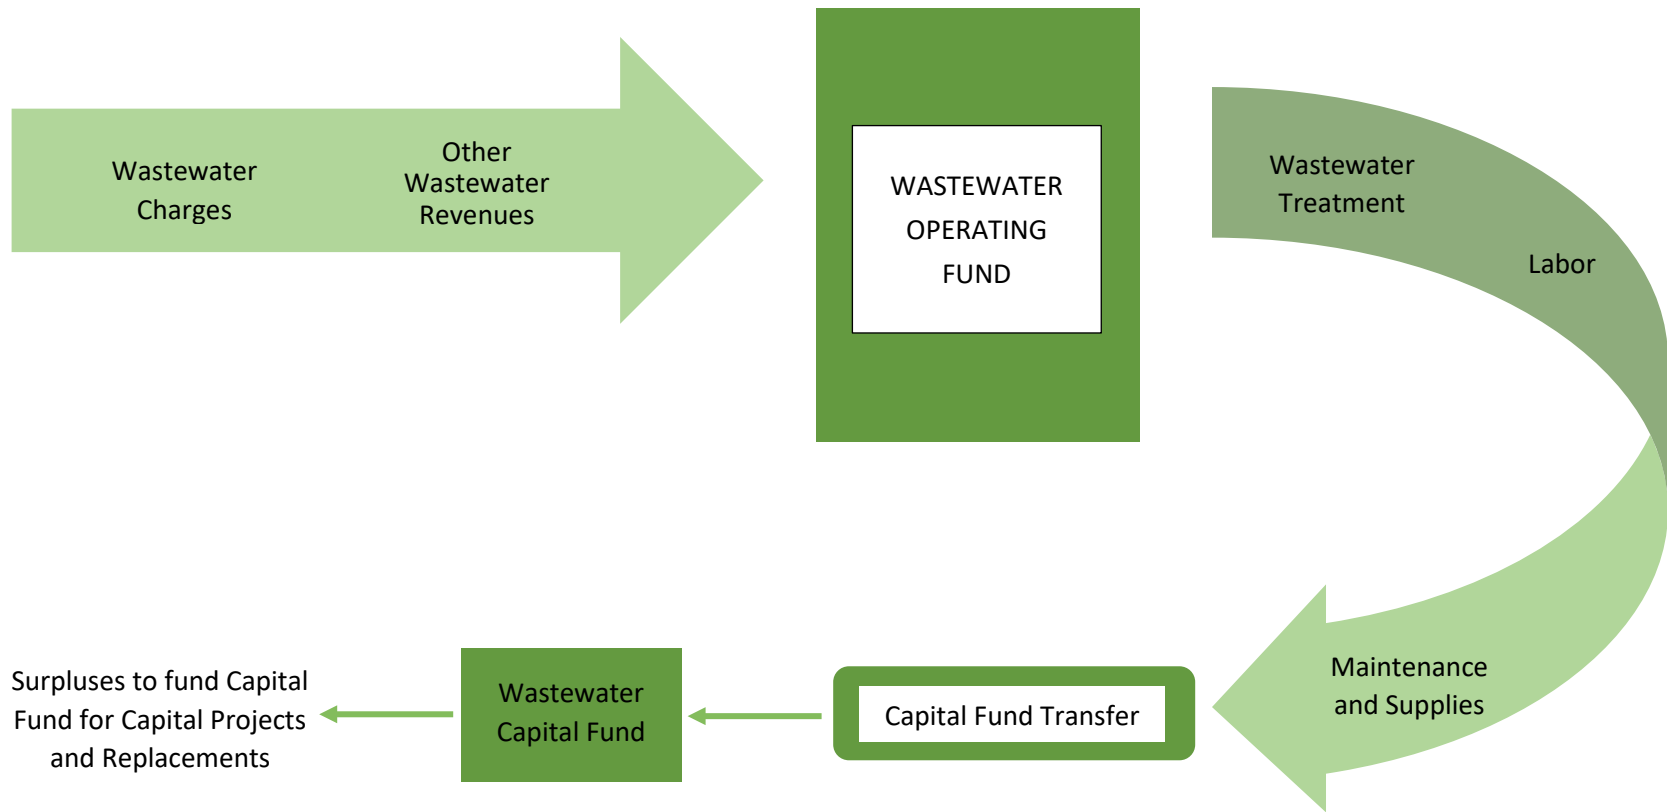 Wastewater
Charges
Other
Wastewater
Revenues
WASTEWATER
OPERATING
FUND
Wastewater
Treatment
Labor
Maintenance
and Supplies
Capital Fund Transfer
Wastewater
Capital Fund
Surpluses to fund Capital
Fund for Capital Projects
and Replacements